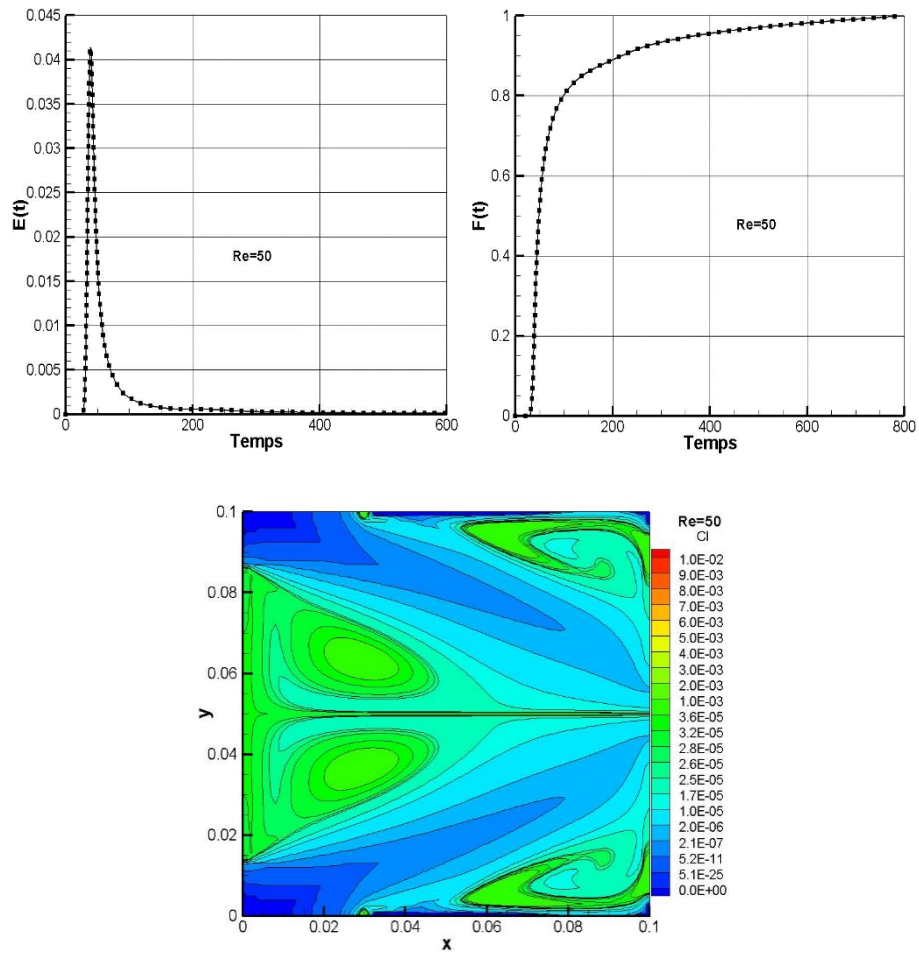 0.045
0.04
0.035
0.03
0.025
0.02
0.015
0.01
0.005
0
E(t)
Re=50
0 200 400 600
Temps
1
0.8
0.6
0.4
0.2
0
F(t)
Re=50
0 200 400 600 800
Temps
0.1
0.08
0.06
0.04
0.02
0
y
0 0.02 0.04 0.06 0.08 0.1
x
Re=50
Cl
1.0E-02
9.0E-03
8.0E-03
7.0E-03
6.0E-03
5.0E-03
4.0E-03
3.0E-03
2.0E-03
1.0E-03
3.6E-05
3.2E-05
2.8E-05
2.6E-05
2.5E-05
1.7E-05
1.0E-05
2.0E-06
2.1E-07
5.2E-11
5.1E-25
0.0E+00